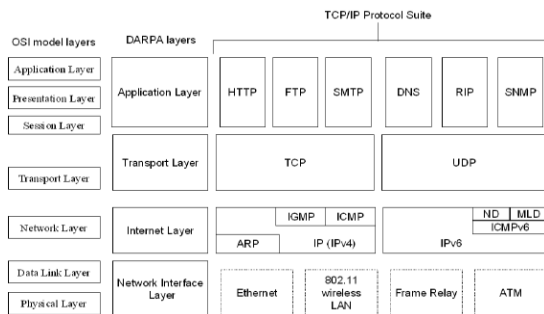 TCP/IP Protocol Suite
OSI model layers
DARPA layers
Application Layer
Presentation Layer
Session Layer
Application Layer
HTTP
FTP
SMTP
DNS
RIP
SNMP
Transport Layer
Transport Layer
TCP
UDP
Network Layer
Internet Layer
IGMP
ICMP
ARP
IP (IPv4)
IPv6
ND
MLD
ICMPv6
Data Link Layer
Physical Layer
Network Interface
Layer
Ethernet
802.11
wireless
LAN
Frame Relay
ATM